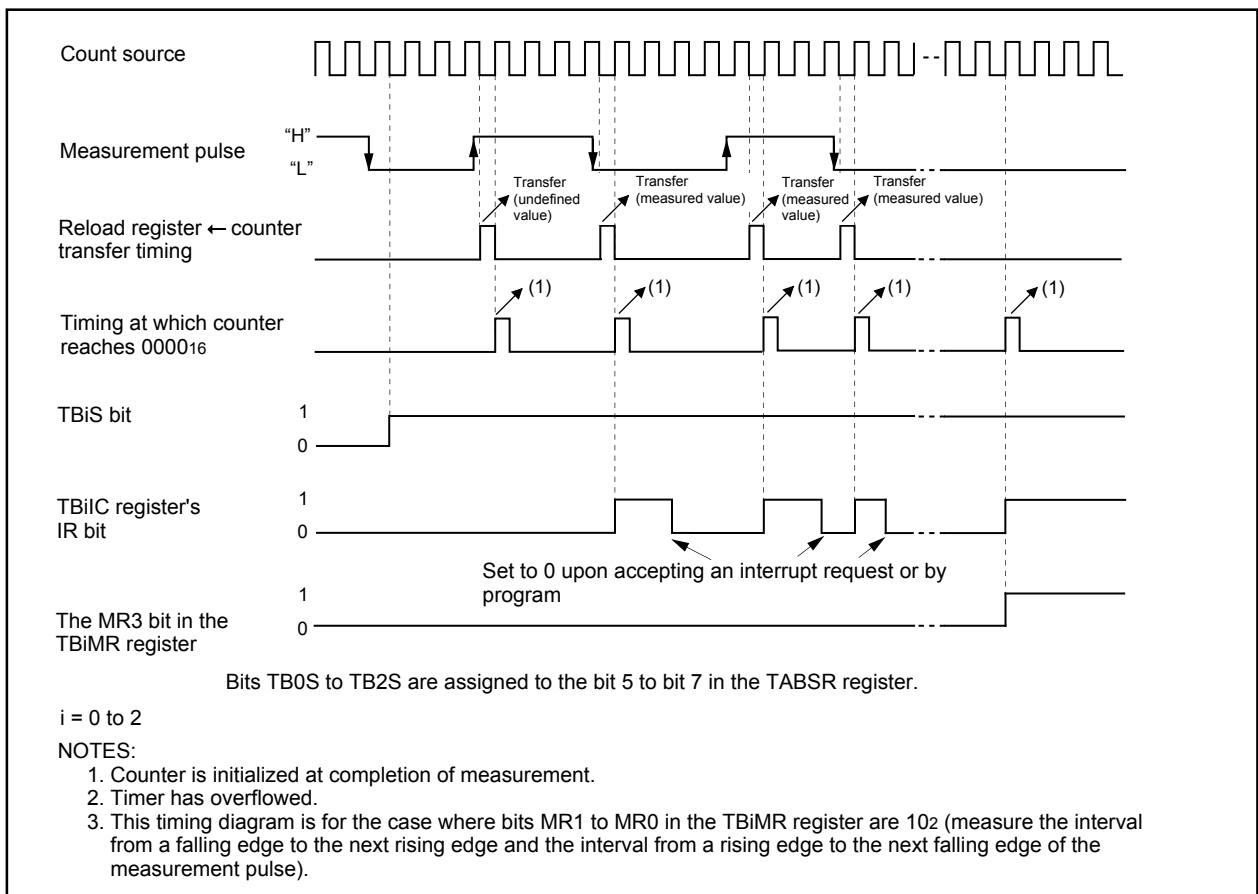 Count source
Measurement pulse
“H”
“L”
Transfer
(undefined
value)
Transfer
(measured value)
Transfer
(measured
value)
Transfer
(measured value)
Reload register ← counter
transfer timing
(1)
(1)
(1)
(1)
(1)
Timing at which counter
reaches 000016
TBiS bit
1
0
TBiIC register's
IR bit
1
0
Set to 0 upon accepting an interrupt request or by
program
The MR3 bit in the
TBiMR register
1
0
Bits TB0S to TB2S are assigned to the bit 5 to bit 7 in the TABSR register.
i = 0 to 2
NOTES:
1. Counter is initialized at completion of measurement.
2. Timer has overflowed.
3. This timing diagram is for the case where bits MR1 to MR0 in the TBiMR register are 102 (measure the interval
from a falling edge to the next rising edge and the interval from a rising edge to the next falling edge of the
measurement pulse).